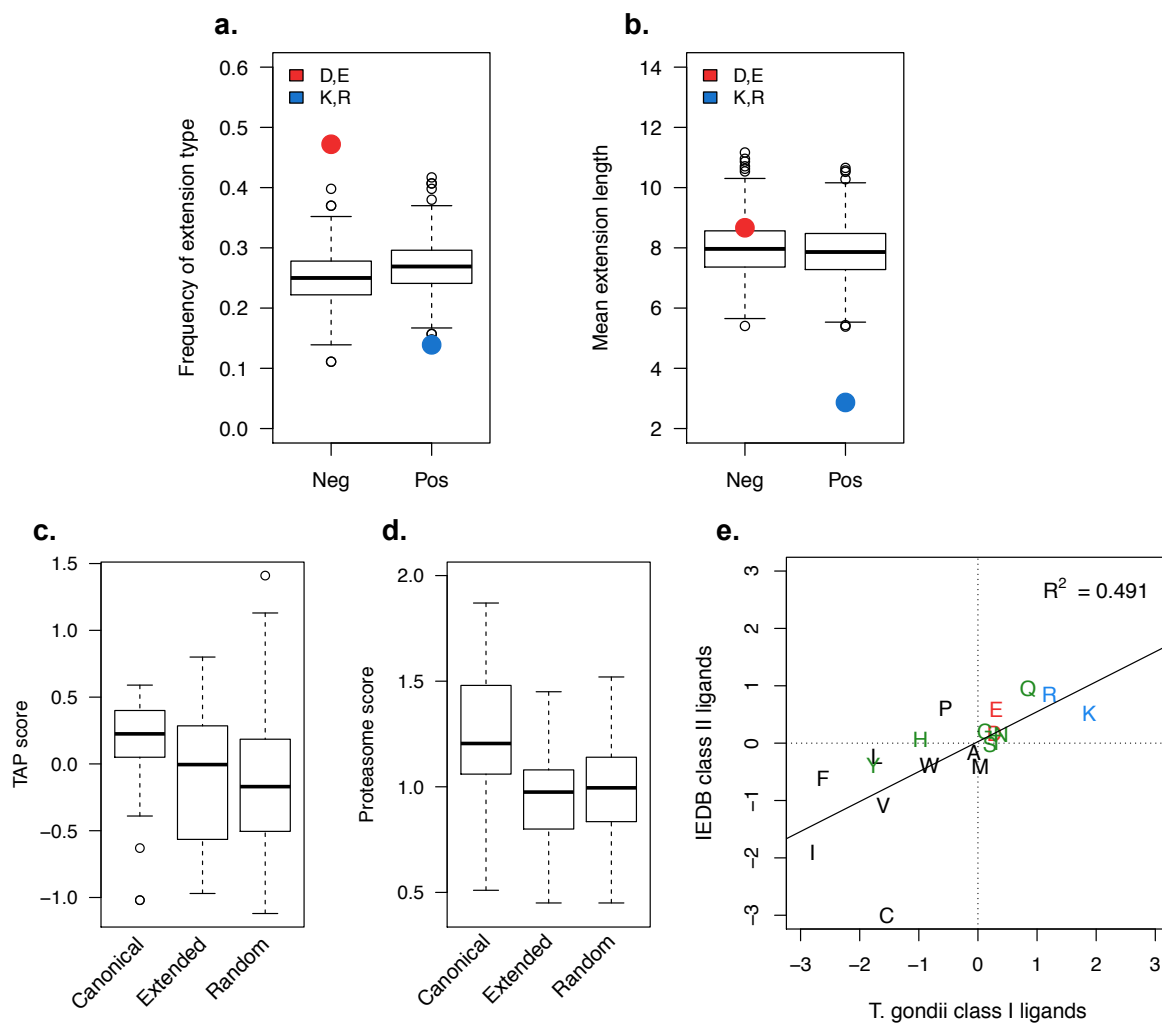 a.
D,E
K,R
Frequency of extension type
0.6
0.5
0.4
0.3
0.2
0.1
0.0
Neg
Pos
b.
D,E
K,R
Mean extension length
14
12
10
8
6
4
2
Neg
Pos
c.
TAP score
1.5
1.0
0.5
0.0
−0.5
−1.0
Canonical
Extended
Random
d.
Proteasome score
2.0
1.5
1.0
0.5
Canonical
Extended
Random
e.
R² = 0.491
IEDB class II ligands
3
2
1
0
−1
−2
−3
Q
R
E
K
P
G
D
N
H
S
T
A
L
Y
W
M
F
V
I
C
−3
−2
−1
0
1
2
3
T. gondii class I ligands